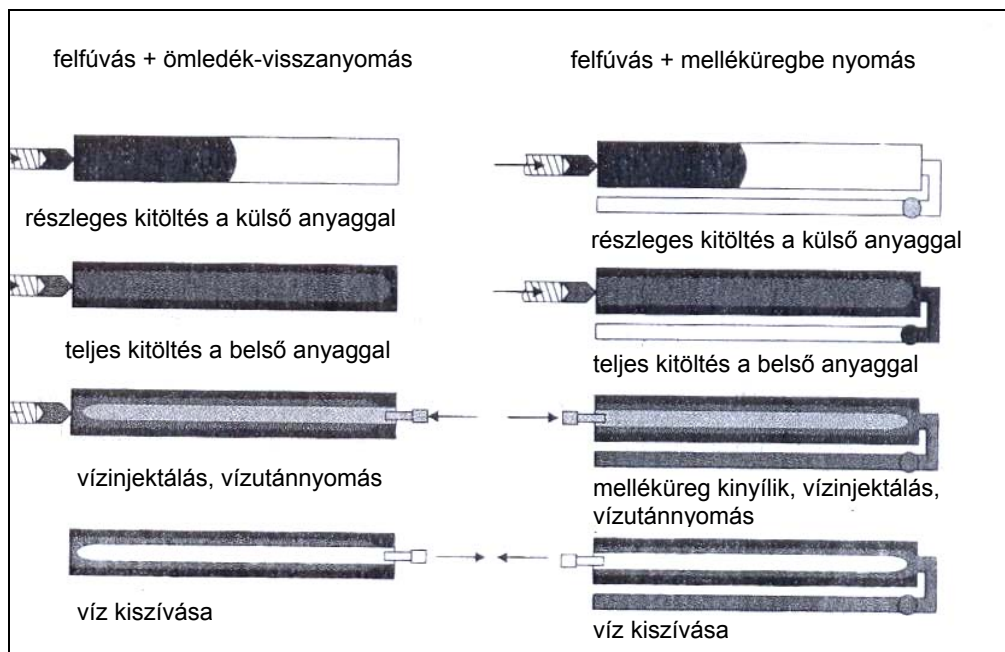 felfúvás + ömledék-visszanyomás
részleges kitöltés a külső anyaggal
teljes kitöltés a belső anyaggal
vízinjektálás, vízutánnyomás
víz kiszívása
felfúvás + melléküregbe nyomás
részleges kitöltés a külső anyaggal
teljes kitöltés a belső anyaggal
melléküreg kinyílik, vízinjektálás,
vízutánnyomás
víz kiszívása